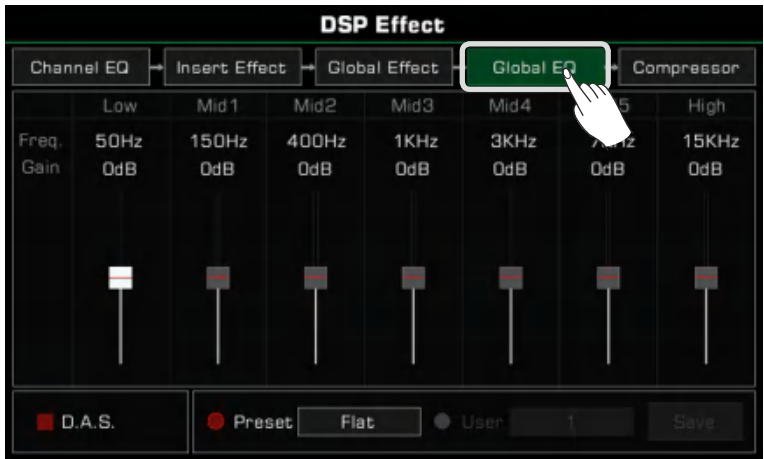 DSP Effect
Channel EQ Insert Effect Global Effect Global EQ Compressor
Low Mid1 Mid2 Mid3 Mid4 High
Freq. 50Hz 150Hz 400Hz 1KHz 3KHz 15KHz
Gain 0dB 0dB 0dB 0dB 0dB 0dB 0dB
D.A.S. Preset Flat User 1 Save